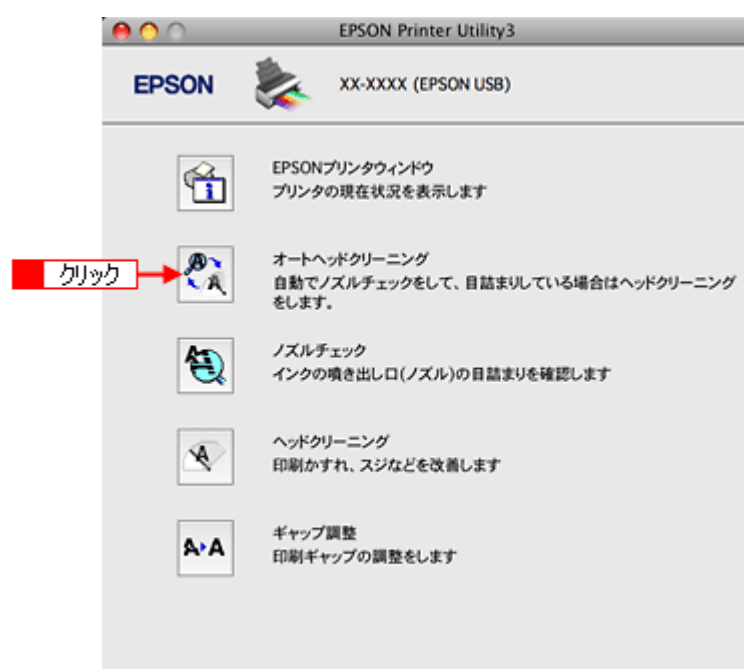 EPSON Printer Utility3
EPSON
XX-XXXX (EPSON USB)
EPSONプリンタウィンドウ
プリンタの現在状況を表示します
クリック
オートヘッドクリーニング
自動でノズルチェックをして、目詰まりしている場合はヘッドクリーニング
をします。
ノズルチェック
インクの噴き出し口(ノズル)の目詰まりを確認します
ヘッドクリーニング
印刷かすれ、スジなどを改善します
ギャップ調整
印刷ギャップの調整をします